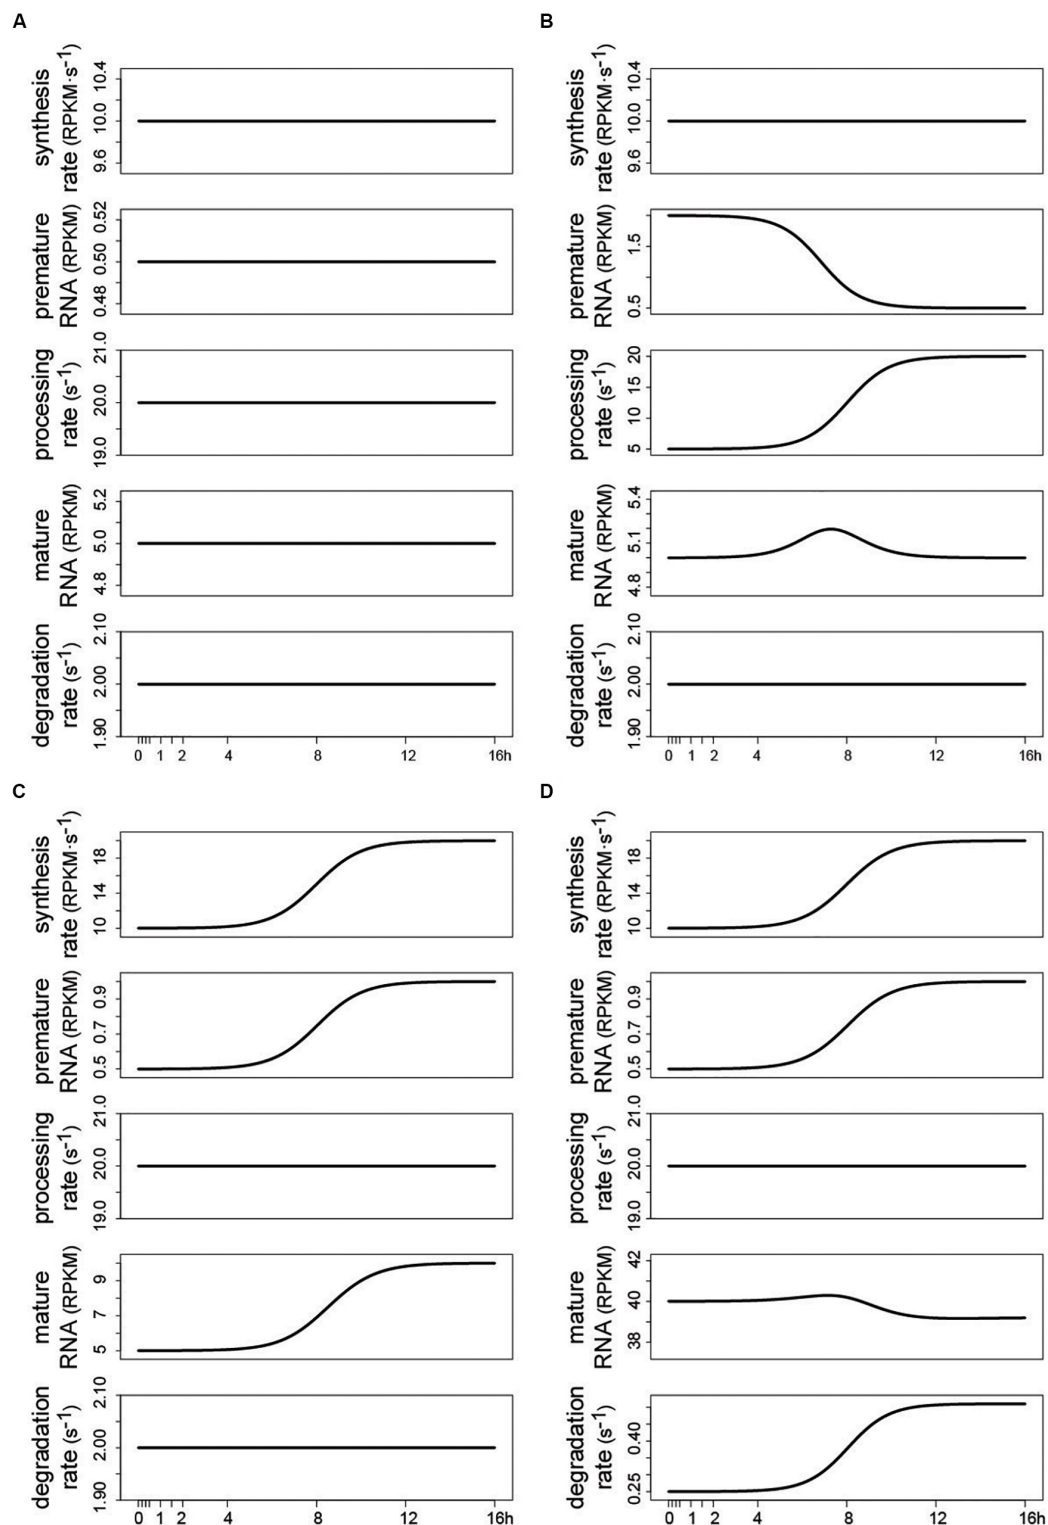 A
synthesis
rate (RPKM·s⁻¹)
9.6 10.0 10.4
premature
RNA (RPKM)
0.48 0.50 0.52
processing
rate (s⁻¹)
19.0 20.0 21.0
mature
RNA (RPKM)
4.8 5.0 5.2
degradation
rate (s⁻¹)
1.90 2.00 2.10
0 1 2 4 8 12 16h
B
synthesis
rate (RPKM·s⁻¹)
9.6 10.0 10.4
premature
RNA (RPKM)
0.5 1.5
processing
rate (s⁻¹)
5 10 15 20
mature
RNA (RPKM)
4.8 5.1 5.4
degradation
rate (s⁻¹)
1.90 2.00 2.10
0 1 2 4 8 12 16h
C
synthesis
rate (RPKM·s⁻¹)
10 14 18
premature
RNA (RPKM)
0.5 0.7 0.9
processing
rate (s⁻¹)
19.0 20.0 21.0
mature
RNA (RPKM)
5 7 9
degradation
rate (s⁻¹)
1.90 2.00 2.10
0 1 2 4 8 12 16h
D
synthesis
rate (RPKM·s⁻¹)
10 14 18
premature
RNA (RPKM)
0.5 0.7 0.9
processing
rate (s⁻¹)
19.0 20.0 21.0
mature
RNA (RPKM)
38 40 42
degradation
rate (s⁻¹)
0.25 0.40
0 1 2 4 8 12 16h